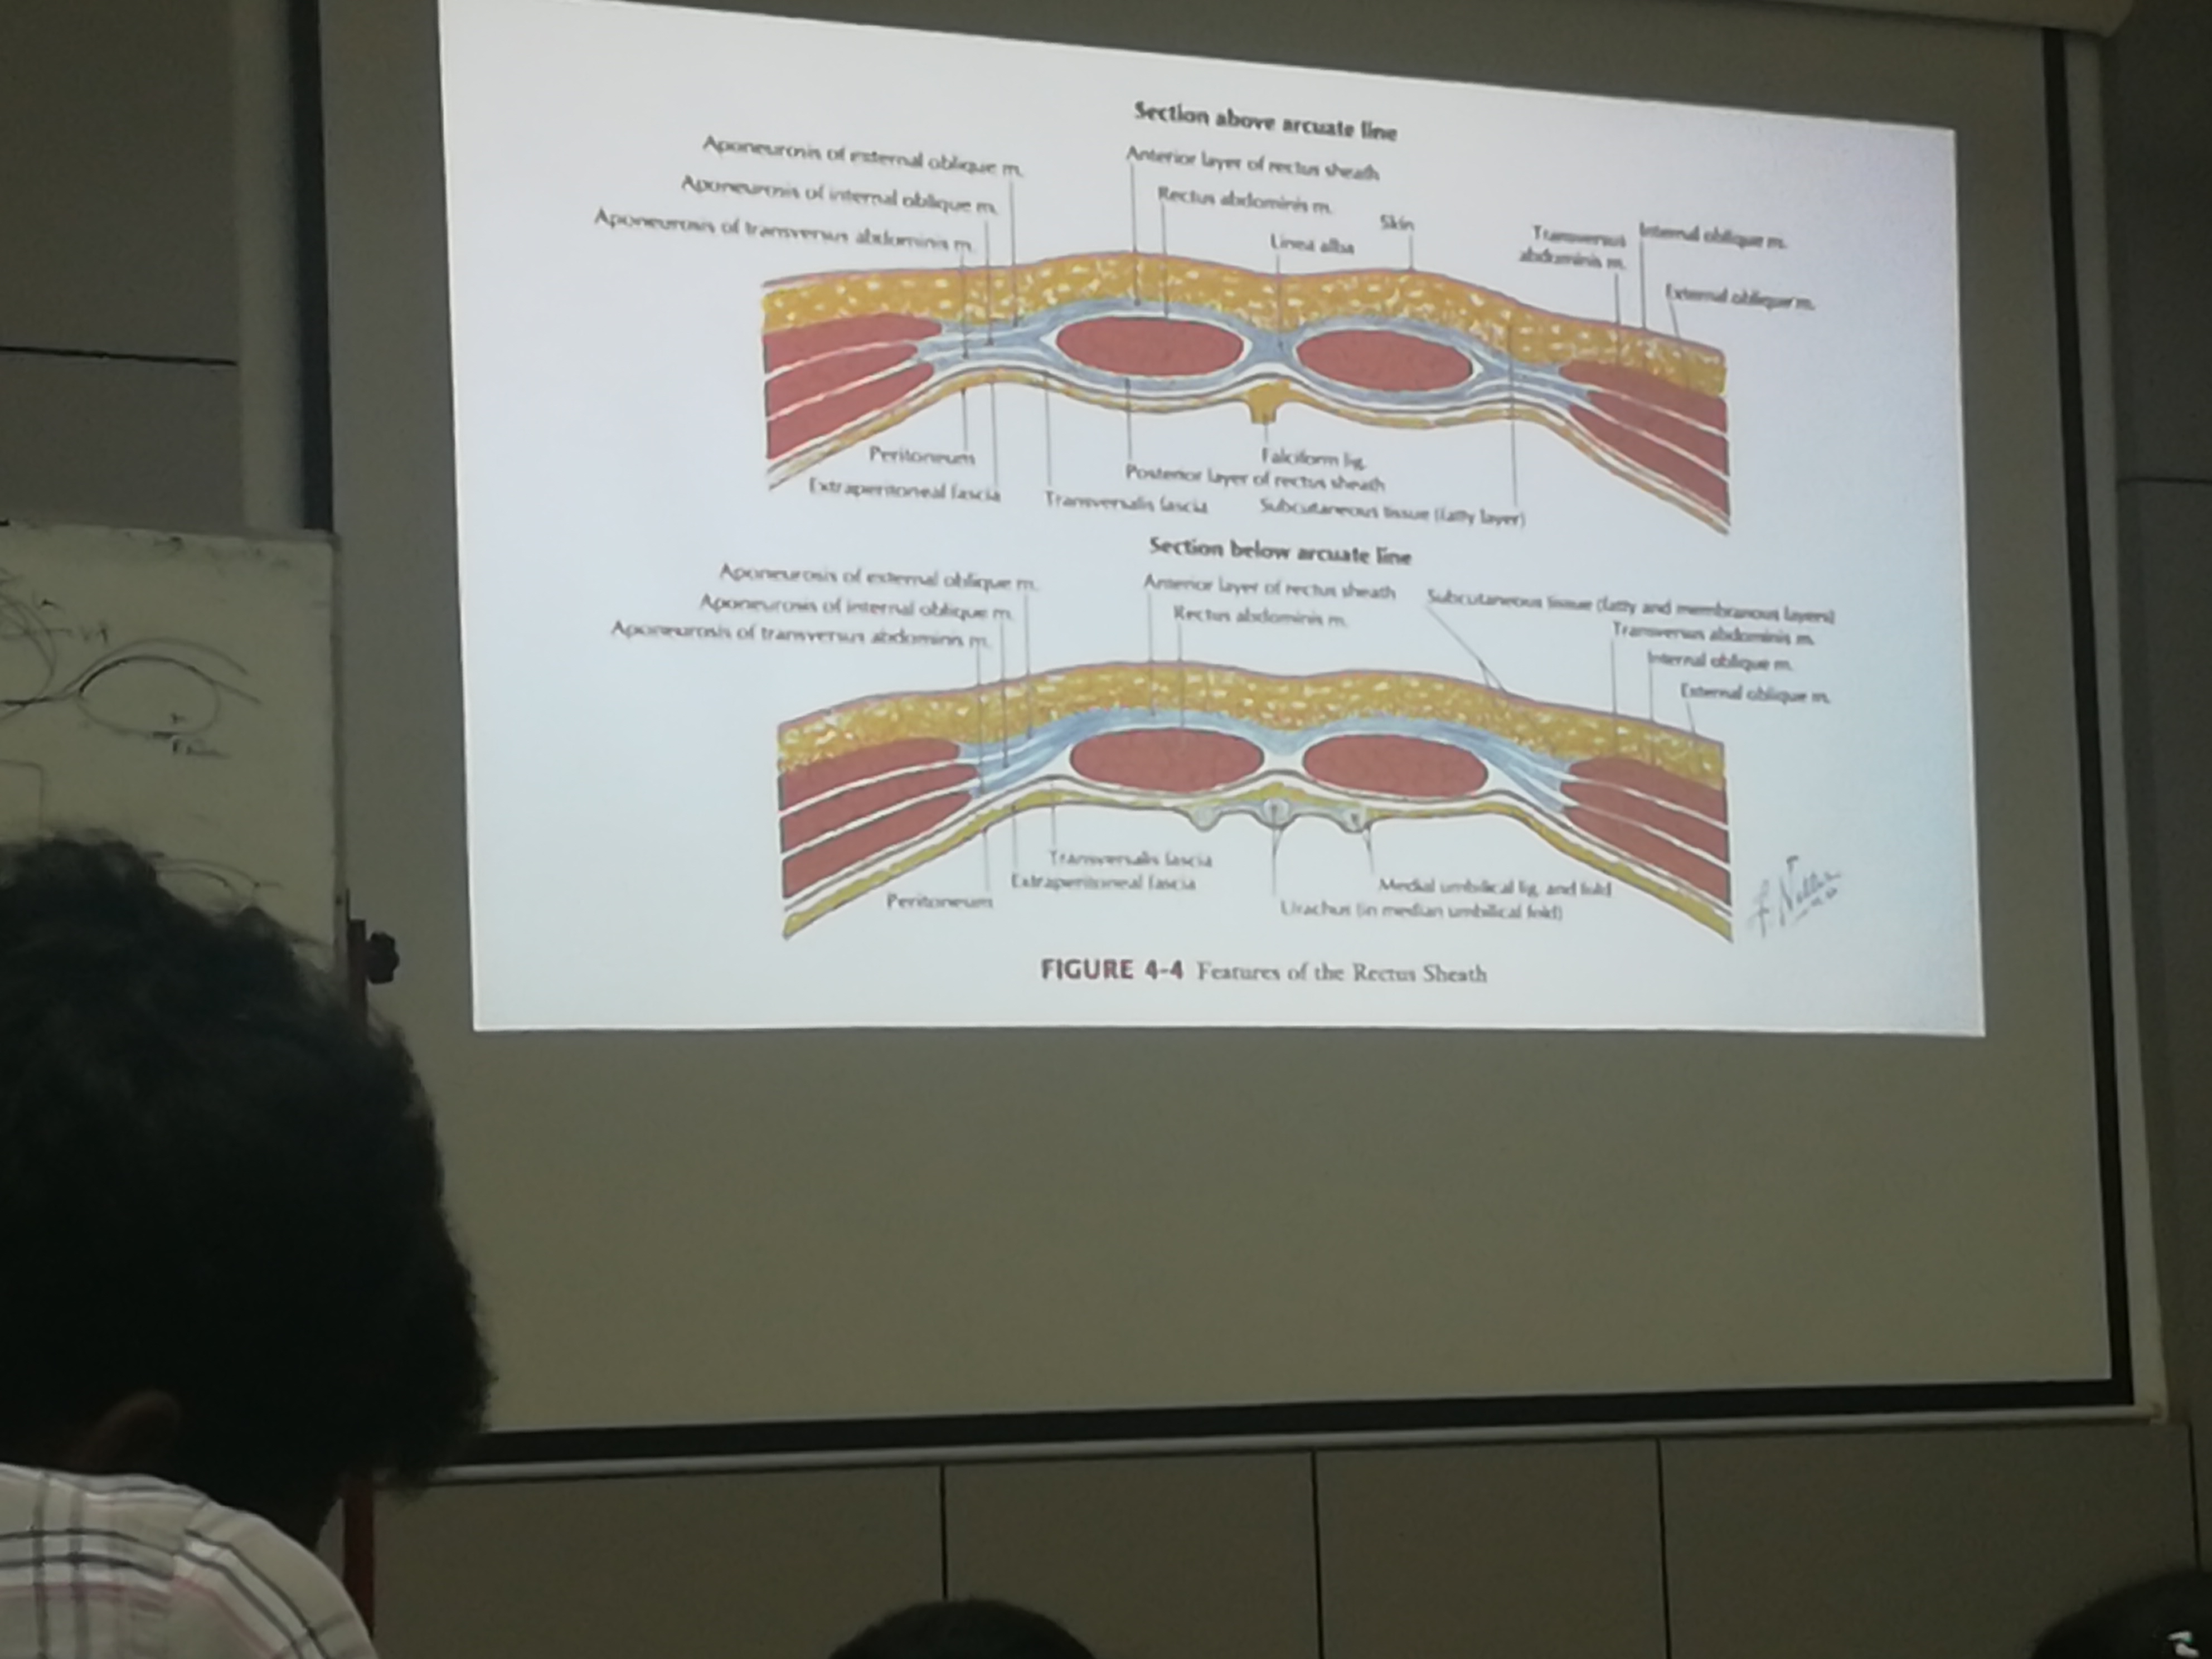 Section above arcuate line
Aponeurosis of external oblique m.
Aponeurosis of internal oblique m.
Aponeurosis of transversus abdominis m.
Anterior layer of rectus sheath
Rectus abdominis m.
Linea alba
Skin
Transversus
abdominis m.
Internal oblique m.
External oblique m.
Peritoneum
Extraperitoneal fascia
Transversalis fascia
Posterior layer of rectus sheath
Falciform lig.
Subcutaneous tissue (fatty layer)
Section below arcuate line
Aponeurosis of external oblique m.
Aponeurosis of internal oblique m.
Aponeurosis of transversus abdominis m.
Anterior layer of rectus sheath
Rectus abdominis m.
Subcutaneous tissue (fatty and membranous layers)
Transversus abdominis m.
Internal oblique m.
External oblique m.
Transversalis fascia
Extraperitoneal fascia
Peritoneum
Medial umbilical lig. and fold
Urachus (in median umbilical fold)
F. Netter
FIGURE 4-4 Features of the Rectus Sheath